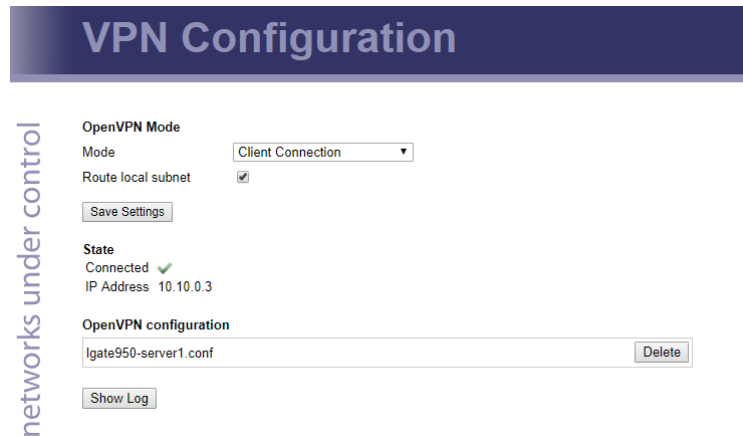 VPN Configuration
networks under control
OpenVPN Mode
Mode Client Connection
Route local subnet
Save Settings
State
Connected
IP Address 10.10.0.3
OpenVPN configuration
lgate950-server1.conf Delete
Show Log